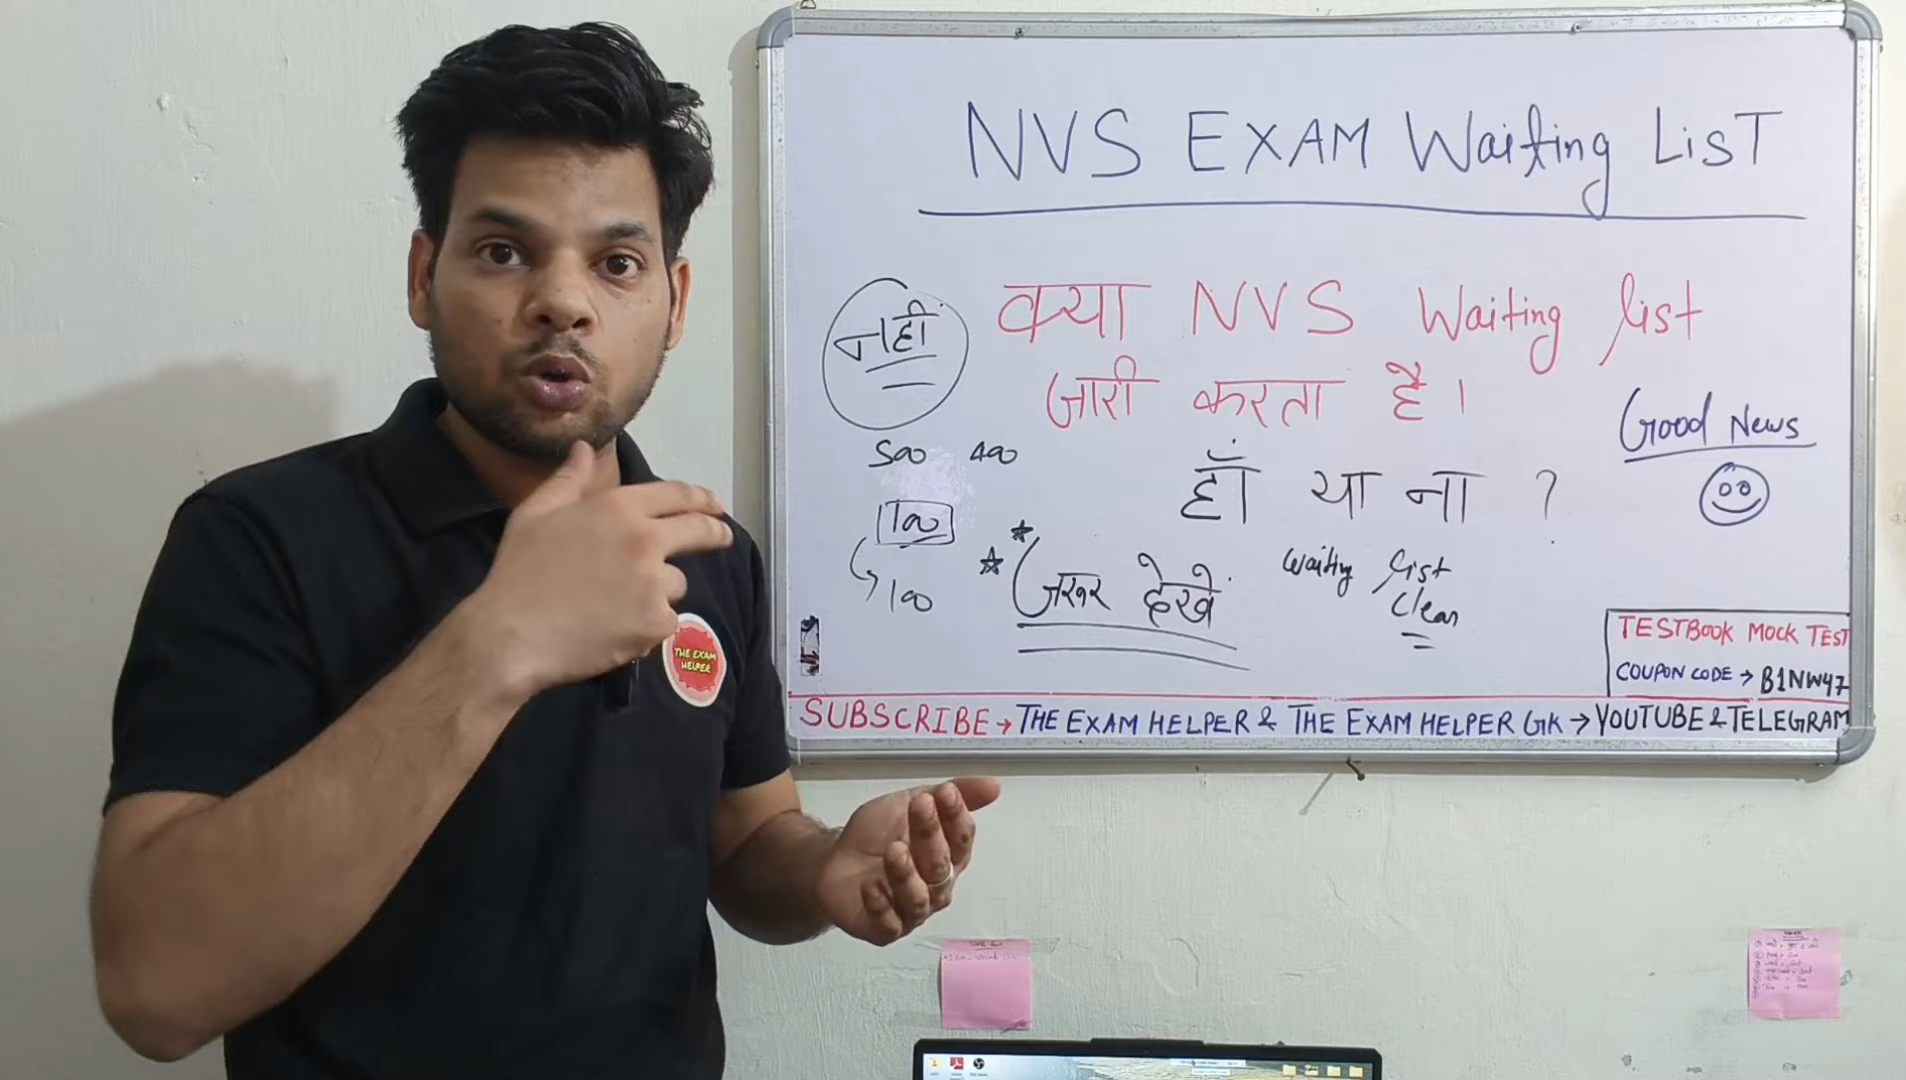 NVS EXAM Waiting LisT
नहीं
क्या NVS Waiting list
जारी करता है।
Good News
500 400
हाँ या ना ?
100
100
जरूर देखें
Waiting list
Clear
TESTBOOK MOCK TEST
COUPON CODE → B1NW47
SUBSCRIBE → THE EXAM HELPER & THE EXAM HELPER GK → YOUTUBE & TELEGRAM
THE EXAM
HELPER